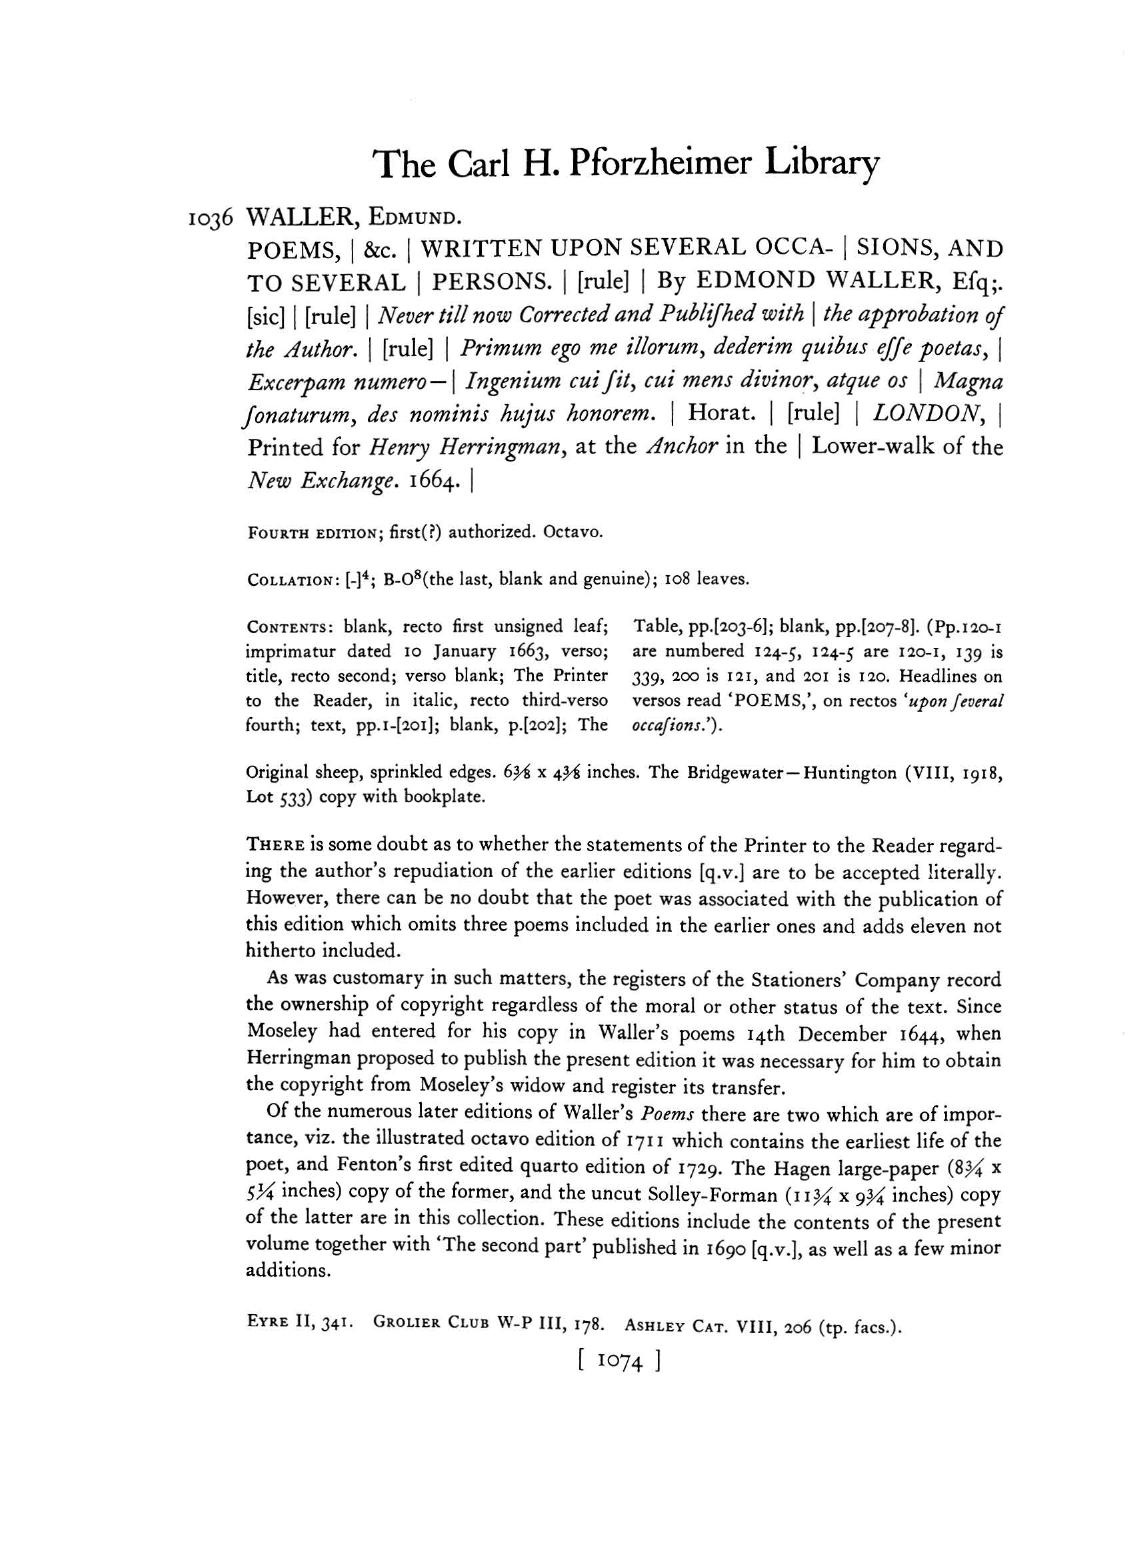 The Carl H. Pforzheimer Library
1036 WALLER, EDMUND.
POEMS, | &c. | WRITTEN UPON SEVERAL OCCA- | SIONS, AND
TO SEVERAL | PERSONS. | [rule] | By EDMOND WALLER, Eſq;.
[sic] | [rule] | Never till now Corrected and Publiſhed with | the approbation of
the Author. | [rule] | Primum ego me illorum, dederim quibus eſſe poetas, |
Excerpam numero— | Ingenium cui ſit, cui mens divinor, atque os | Magna
ſonaturum, des nominis hujus honorem. | Horat. | [rule] | LONDON, |
Printed for Henry Herringman, at the Anchor in the | Lower-walk of the
New Exchange. 1664. |
FOURTH EDITION; first(?) authorized. Octavo.
COLLATION: [-]⁴; B-O⁸(the last, blank and genuine); 108 leaves.
CONTENTS: blank, recto first unsigned leaf;
imprimatur dated 10 January 1663, verso;
title, recto second; verso blank; The Printer
to the Reader, in italic, recto third-verso
fourth; text, pp.1-[201]; blank, p.[202]; The
Table, pp.[203-6]; blank, pp.[207-8]. (Pp.120-1
are numbered 124-5, 124-5 are 120-1, 139 is
339, 200 is 121, and 201 is 120. Headlines on
versos read ‘POEMS,’, on rectos ‘upon ſeveral
occaſions.’).
Original sheep, sprinkled edges. 6⅜ x 4⅜ inches. The Bridgewater—Huntington (VIII, 1918,
Lot 533) copy with bookplate.
THERE is some doubt as to whether the statements of the Printer to the Reader regard-
ing the author’s repudiation of the earlier editions [q.v.] are to be accepted literally.
However, there can be no doubt that the poet was associated with the publication of
this edition which omits three poems included in the earlier ones and adds eleven not
hitherto included.
As was customary in such matters, the registers of the Stationers’ Company record
the ownership of copyright regardless of the moral or other status of the text. Since
Moseley had entered for his copy in Waller’s poems 14th December 1644, when
Herringman proposed to publish the present edition it was necessary for him to obtain
the copyright from Moseley’s widow and register its transfer.
Of the numerous later editions of Waller’s Poems there are two which are of impor-
tance, viz. the illustrated octavo edition of 1711 which contains the earliest life of the
poet, and Fenton’s first edited quarto edition of 1729. The Hagen large-paper (8¾ x
5¼ inches) copy of the former, and the uncut Solley-Forman (11¾ x 9¾ inches) copy
of the latter are in this collection. These editions include the contents of the present
volume together with ‘The second part’ published in 1690 [q.v.], as well as a few minor
additions.
EYRE II, 341. GROLIER CLUB W-P III, 178. ASHLEY CAT. VIII, 206 (tp. facs.).
[ 1074 ]